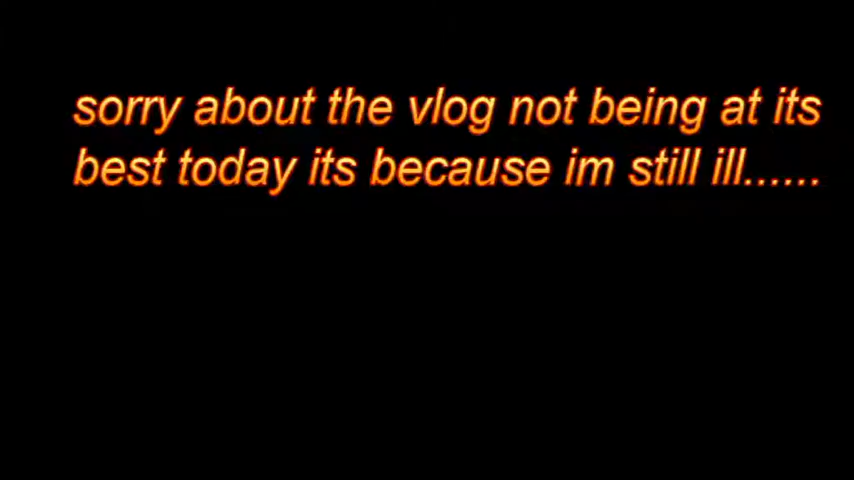 sorry about the vlog not being at its
best today its because im still ill......